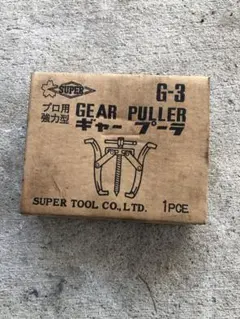 SUPER
G-3
プロ用
強力型
GEAR PULLER
ギャープーラ
SUPER TOOL CO.,LTD.
1PCE.